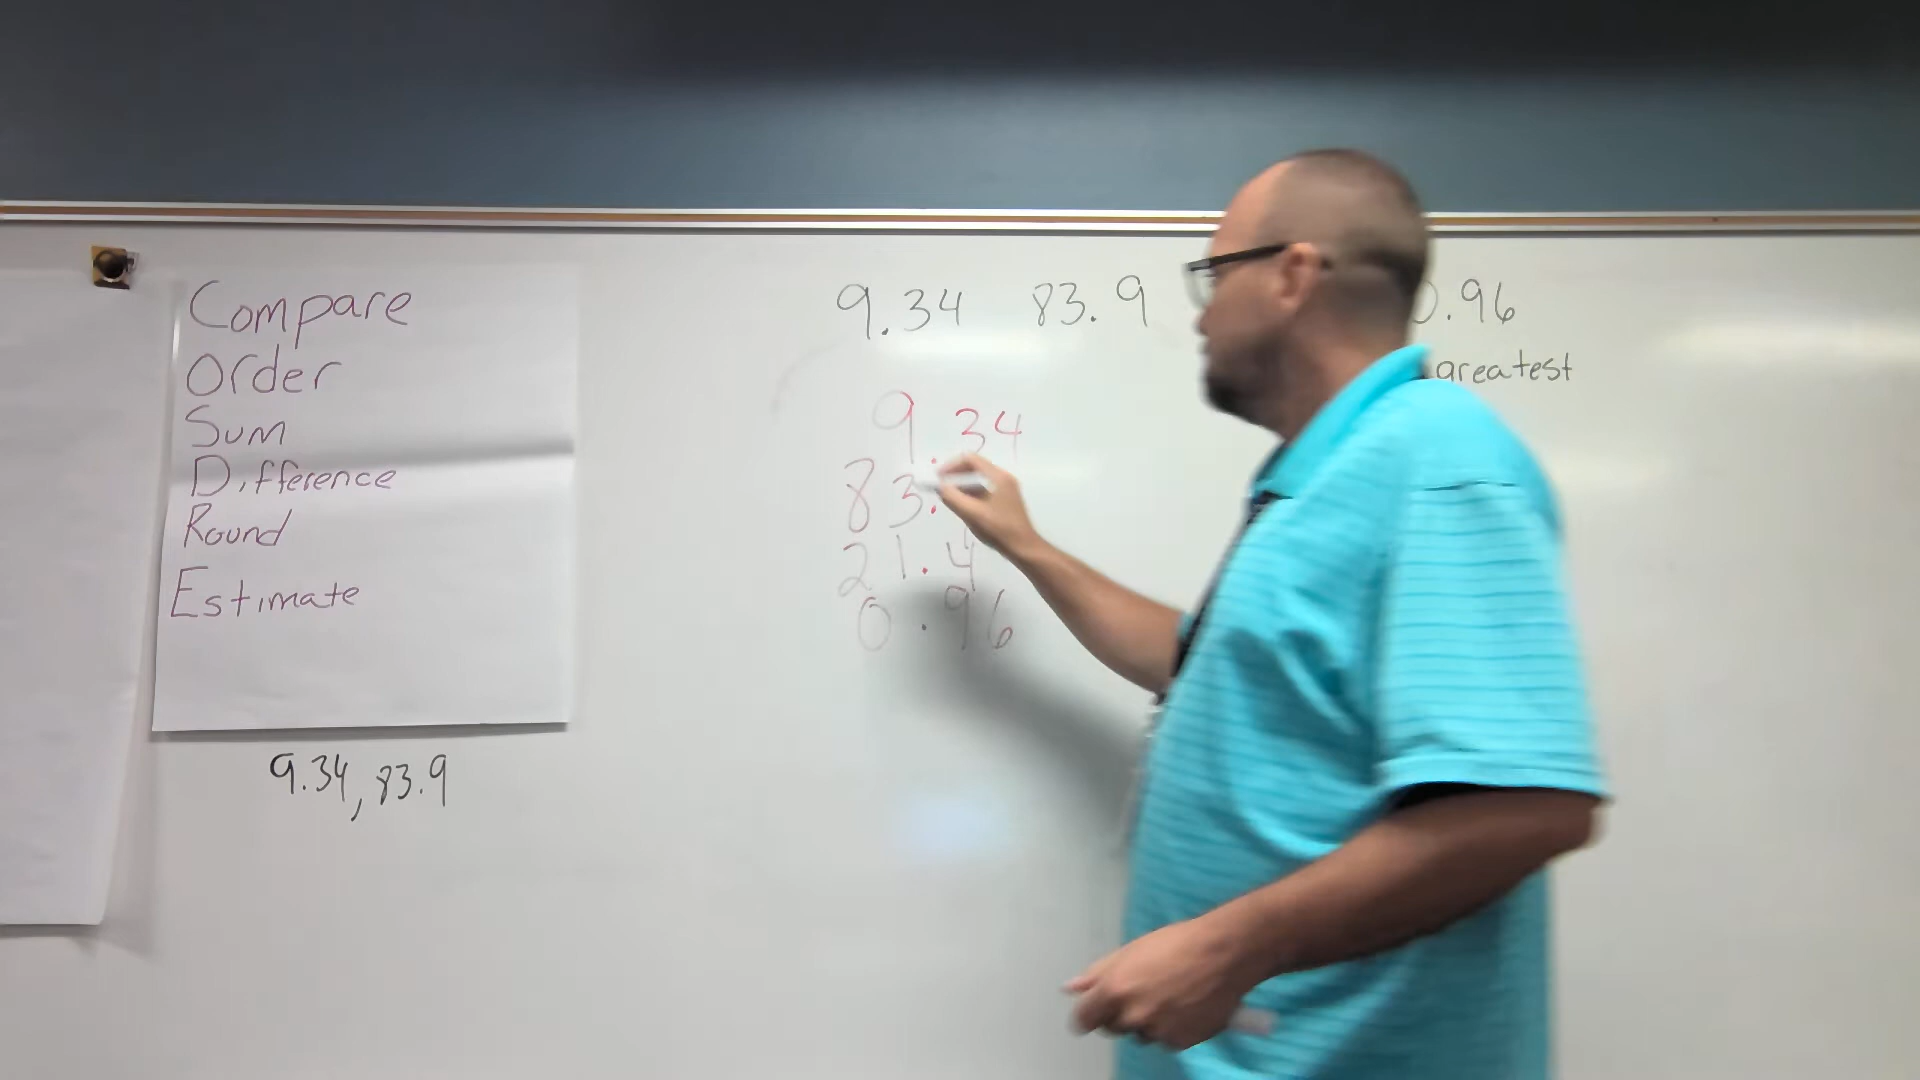 Compare
Order
Sum
Difference
Round
Estimate
9.34, 83.9
9.34 83.9 0.96
greatest
9.34
83.
21.4
0.96